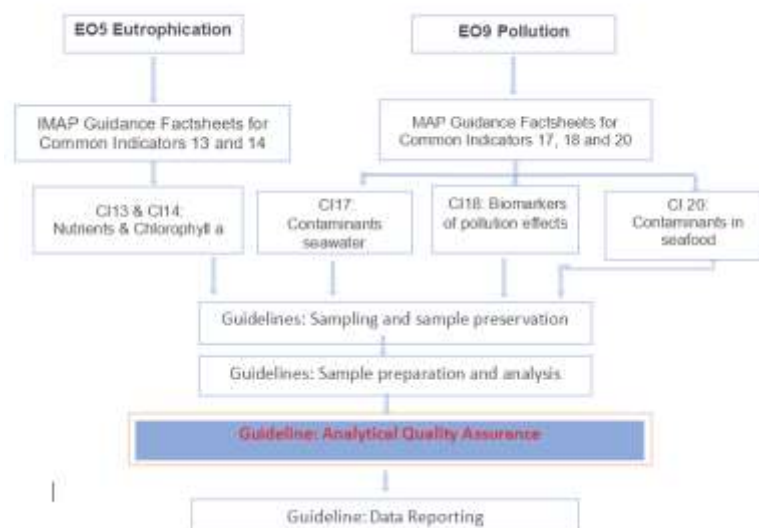 EO5 Eutrophication
EO9 Pollution
IMAP Guidance Factsheets for
Common Indicators 13 and 14
MAP Guidance Factsheets for
Common Indicators 17, 18 and 20
CI13 & CI14:
Nutrients & Chlorophyll a
CI17:
Contaminants
seawater
CI18: Biomarkers
of pollution effects
CI 20:
Contaminants in
seafood
Guidelines: Sampling and sample preservation
Guidelines: Sample preparation and analysis
Guideline: Analytical Quality Assurance
Guideline: Data Reporting